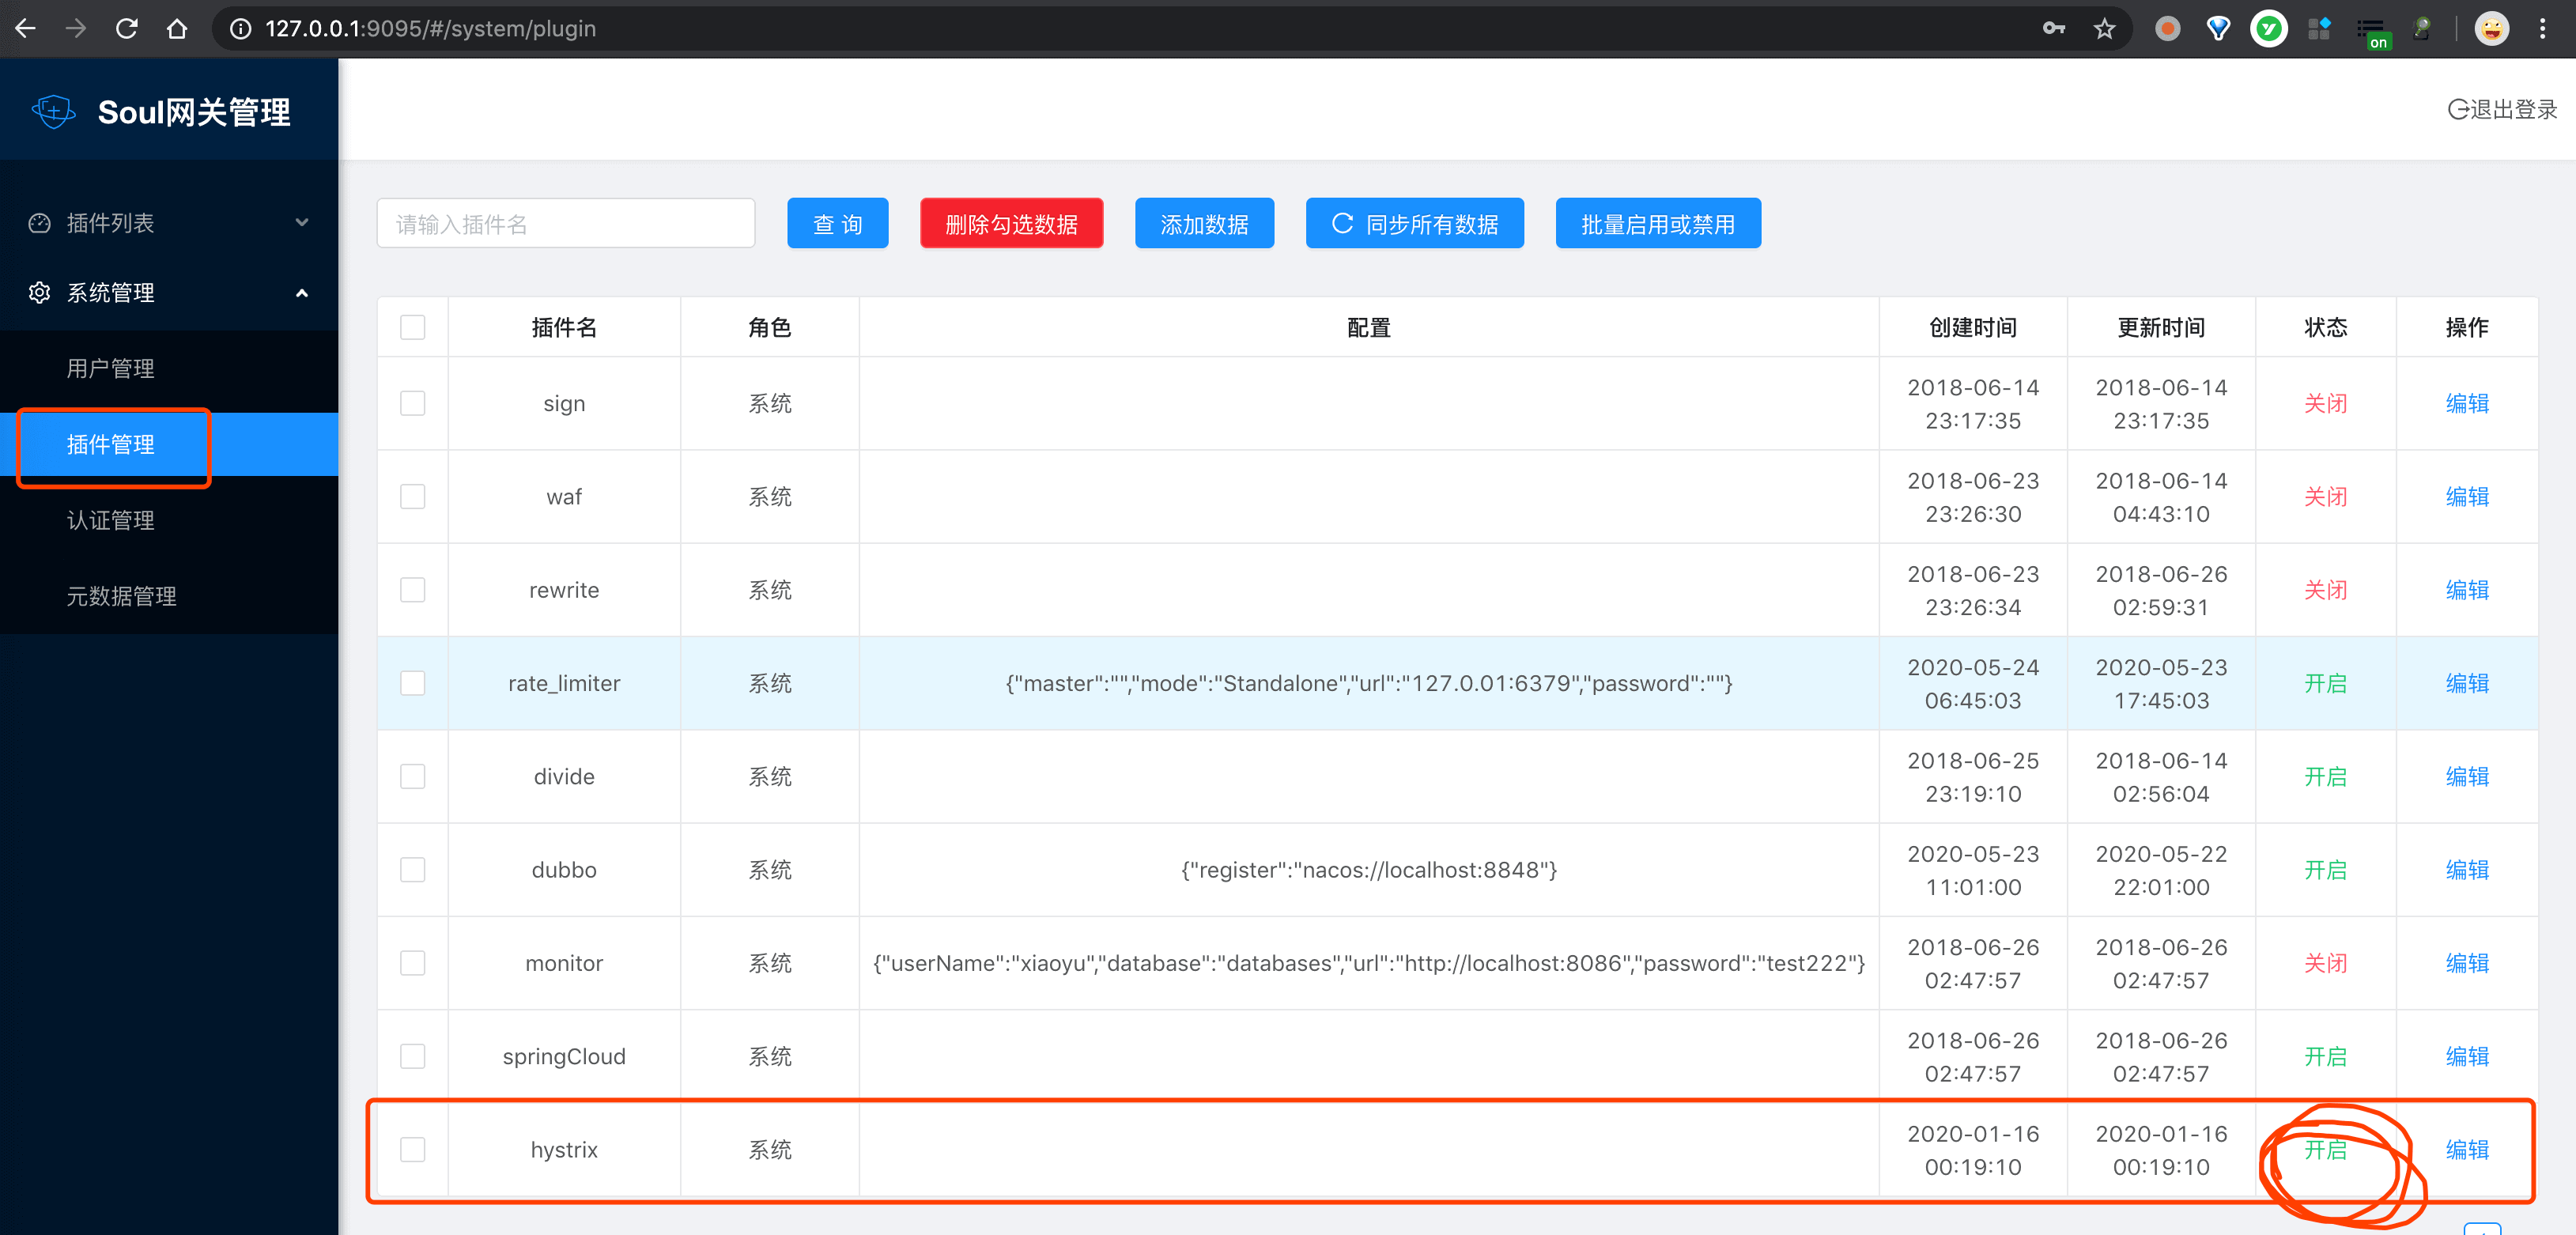 127.0.0.1:9095/#/system/plugin
on
Soul网关管理
退出登录
插件列表
系统管理
用户管理
插件管理
认证管理
元数据管理
请输入插件名
查 询
删除勾选数据
添加数据
同步所有数据
批量启用或禁用
插件名 角色 配置 创建时间 更新时间 状态 操作
sign 系统 2018-06-14 23:17:35 2018-06-14 23:17:35 关闭 编辑
waf 系统 2018-06-23 23:26:30 2018-06-14 04:43:10 关闭 编辑
rewrite 系统 2018-06-23 23:26:34 2018-06-26 02:59:31 关闭 编辑
rate_limiter 系统 {"master":"","mode":"Standalone","url":"127.0.01:6379","password":""} 2020-05-24 06:45:03 2020-05-23 17:45:03 开启 编辑
divide 系统 2018-06-25 23:19:10 2018-06-14 02:56:04 开启 编辑
dubbo 系统 {"register":"nacos://localhost:8848"} 2020-05-23 11:01:00 2020-05-22 22:01:00 开启 编辑
monitor 系统 {"userName":"xiaoyu","database":"databases","url":"http://localhost:8086","password":"test222"} 2018-06-26 02:47:57 2018-06-26 02:47:57 关闭 编辑
springCloud 系统 2018-06-26 02:47:57 2018-06-26 02:47:57 开启 编辑
hystrix 系统 2020-01-16 00:19:10 2020-01-16 00:19:10 开启 编辑